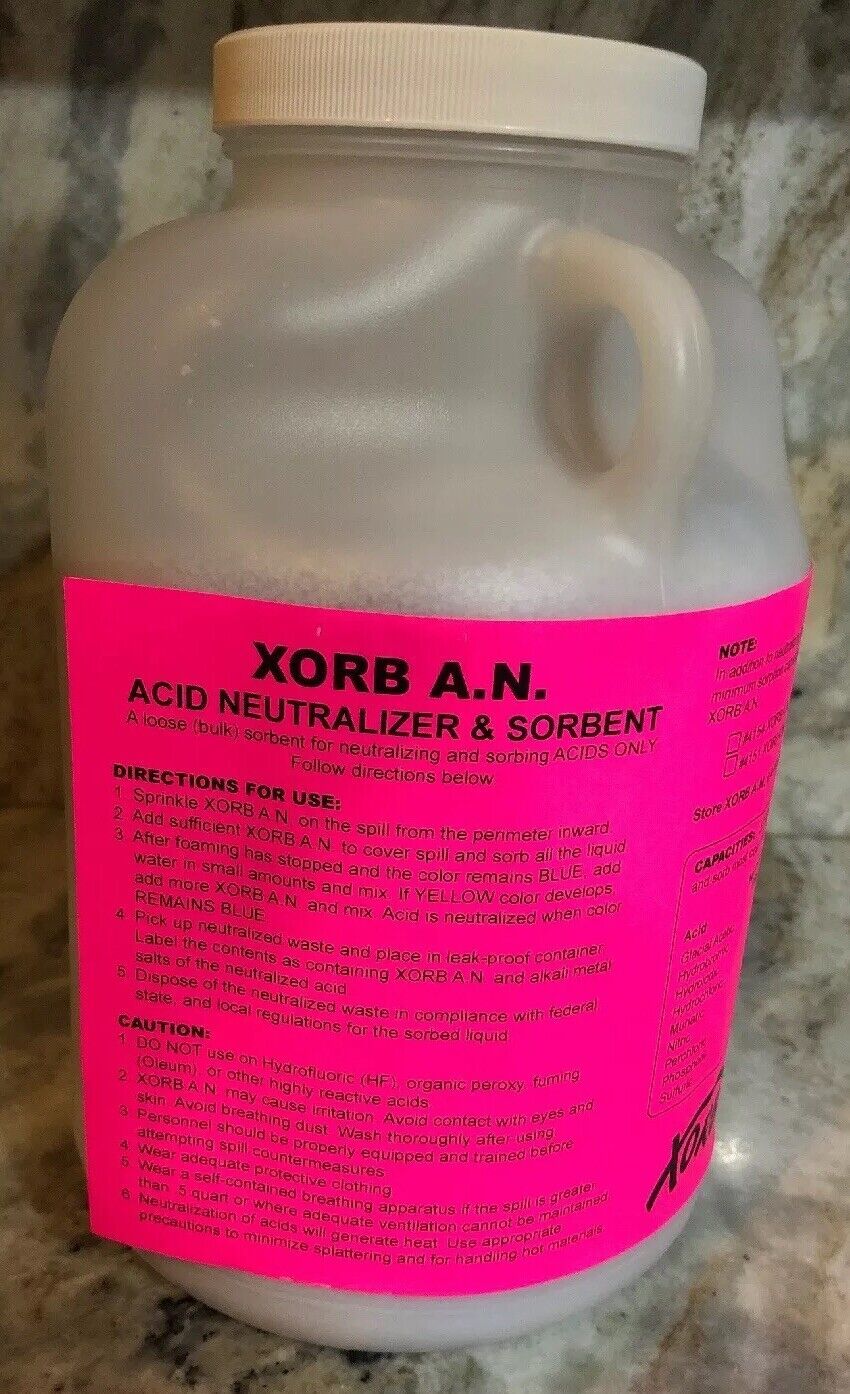 XORB A.N.
ACID NEUTRALIZER & SORBENT
A loose (bulk) sorbent for neutralizing and sorbing ACIDS ONLY
Follow directions below
DIRECTIONS FOR USE:
1. Sprinkle XORB A.N. on the spill from the perimeter inward.
2. Add sufficient XORB A.N. to cover spill and sorb all the liquid.
3. After foaming has stopped and the color remains BLUE, add
water in small amounts and mix. If YELLOW color develops,
add more XORB A.N. and mix. Acid is neutralized when color
REMAINS BLUE.
4. Pick up neutralized waste and place in leak-proof container.
Label the contents as containing XORB A.N. and alkali metal
salts of the neutralized acid.
5. Dispose of the neutralized waste in compliance with federal,
state, and local regulations for the sorbed liquid.
CAUTION:
1. DO NOT use on Hydrofluoric (HF), organic peroxy, fuming
(Oleum), or other highly reactive acids.
2. XORB A.N. may cause irritation. Avoid contact with eyes and
skin. Avoid breathing dust. Wash thoroughly after using.
3. Personnel should be properly equipped and trained before
attempting spill countermeasures.
4. Wear adequate protective clothing.
5. Wear a self-contained breathing apparatus if the spill is greater
than .5 quart or where adequate ventilation cannot be maintained.
6. Neutralization of acids will generate heat. Use appropriate
precautions to minimize splattering and for handling hot materials.
NOTE:
In addition to
minimum
XORB A.N.
Store XORB A.N.
CAPACITIES:
and sorb
Acid
Glacial
Nitric
Sulfuric